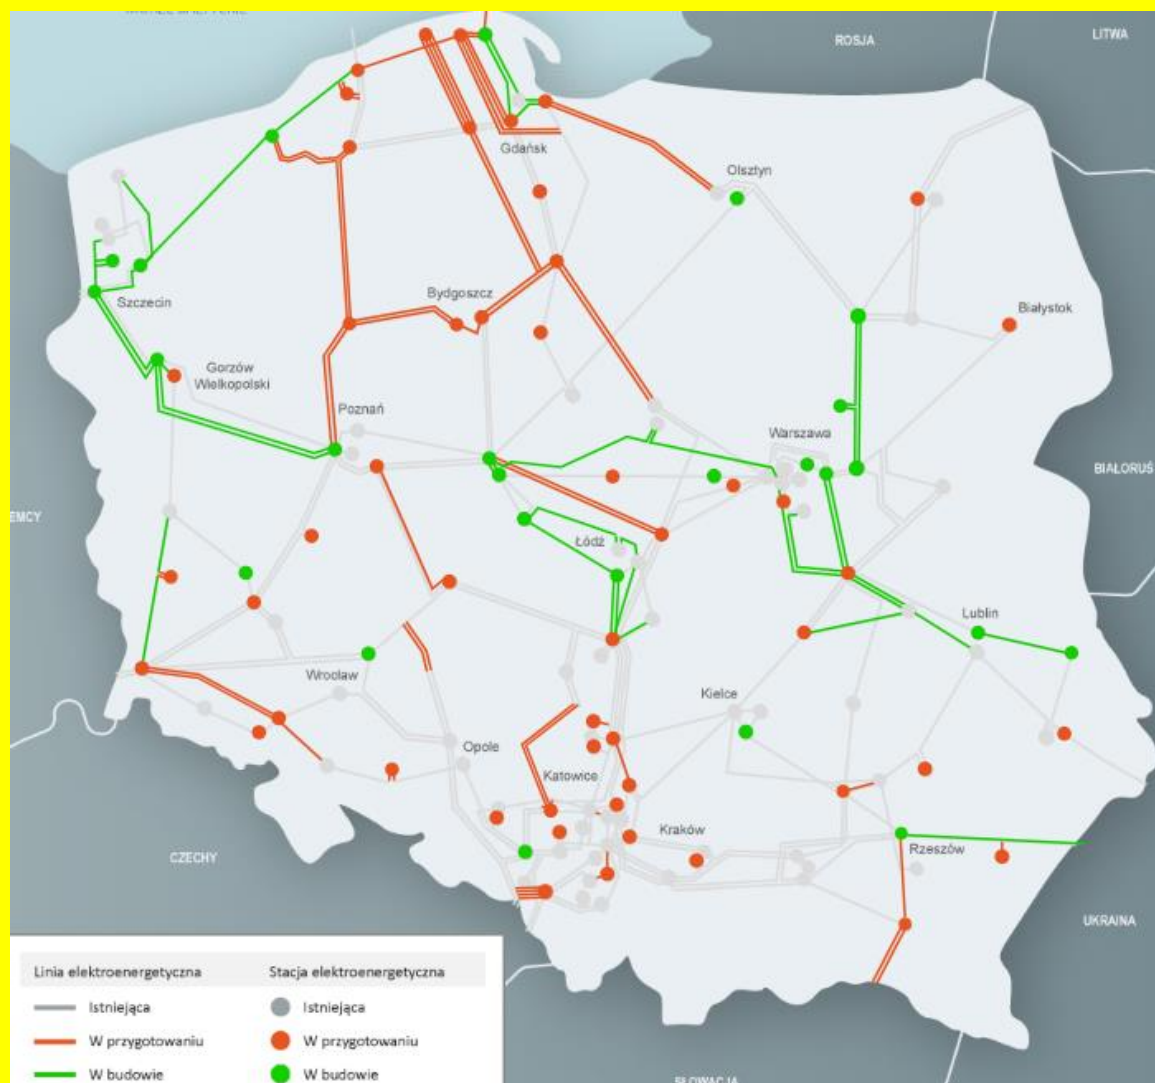 ROSJA
LITWA
Gdańsk
Olsztyn
Szczecin
Bydgoszcz
Białystok
Gorzów
Wielkopolski
Poznań
Warszawa
BIAŁORUŚ
EMCY
Łódź
Lublin
Wrocław
Kielce
Opole
Katowice
Kraków
Rzeszów
CZECHY
UKRAINA
Linia elektroenergetyczna
Stacja elektroenergetyczna
Istniejąca
Istniejąca
W przygotowaniu
W przygotowaniu
W budowie
W budowie
SŁOWACJA